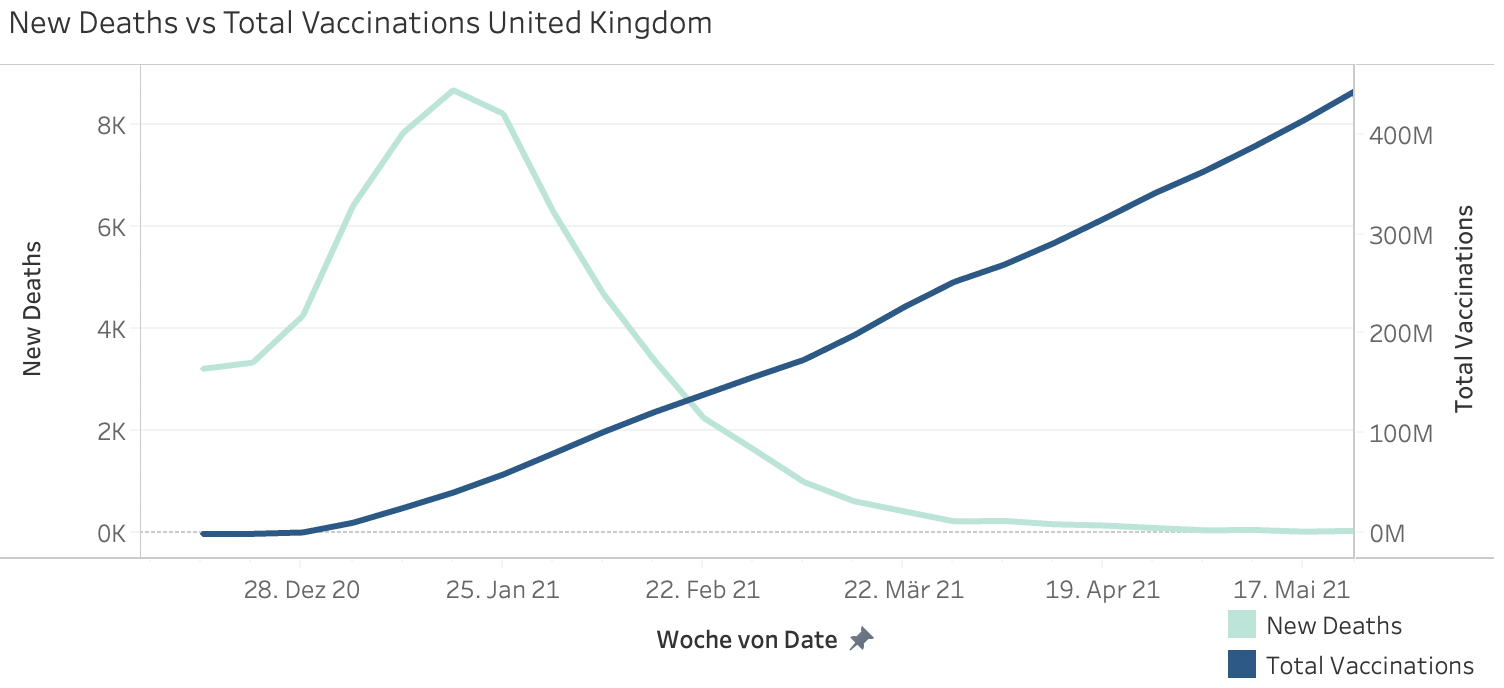 New Deaths vs Total Vaccinations United Kingdom
8K
6K
4K
2K
0K
New Deaths
400M
300M
200M
100M
0M
Total Vaccinations
28. Dez 20
25. Jan 21
22. Feb 21
22. Mär 21
19. Apr 21
17. Mai 21
Woche von Date
New Deaths
Total Vaccinations